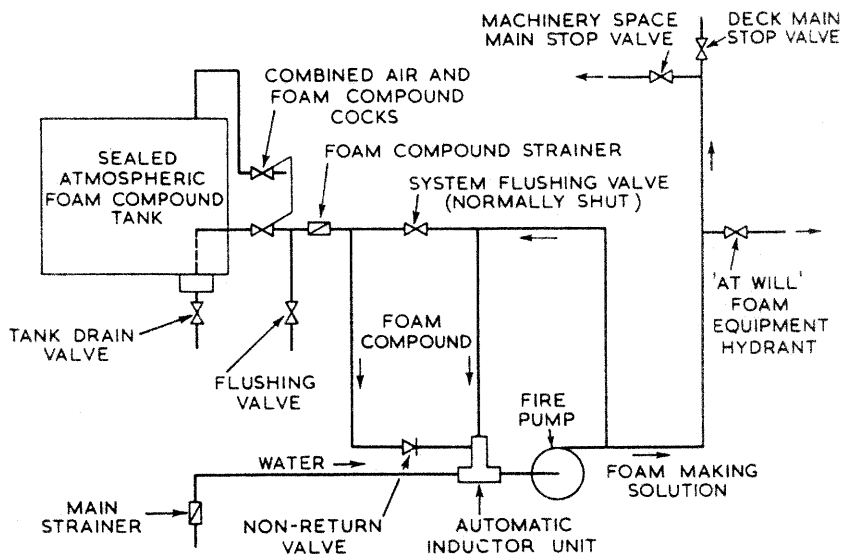 MACHINERY SPACE
MAIN STOP VALVE
DECK MAIN
STOP VALVE
COMBINED AIR AND
FOAM COMPOUND
COCKS
SEALED
ATMOSPHERIC
FOAM COMPOUND
TANK
FOAM COMPOUND STRAINER
SYSTEM FLUSHING VALVE
(NORMALLY SHUT)
'AT WILL'
FOAM
EQUIPMENT
HYDRANT
TANK DRAIN
VALVE
FLUSHING
VALVE
FOAM
COMPOUND
FIRE
PUMP
WATER
FOAM MAKING
SOLUTION
MAIN
STRAINER
NON-RETURN
VALVE
AUTOMATIC
INDUCTOR UNIT